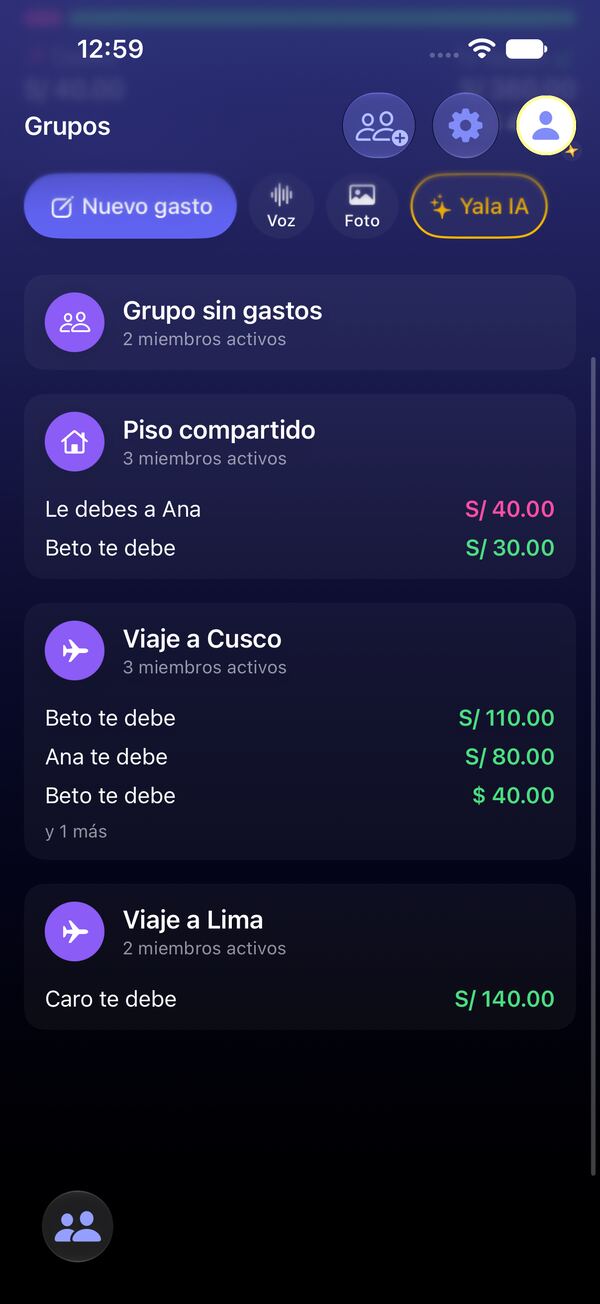 12:59
Grupos
Nuevo gasto
Voz
Foto
Yala IA
Grupo sin gastos
2 miembros activos
Piso compartido
3 miembros activos
Le debes a Ana S/ 40.00
Beto te debe S/ 30.00
Viaje a Cusco
3 miembros activos
Beto te debe S/ 110.00
Ana te debe S/ 80.00
Beto te debe $ 40.00
y 1 más
Viaje a Lima
2 miembros activos
Caro te debe S/ 140.00